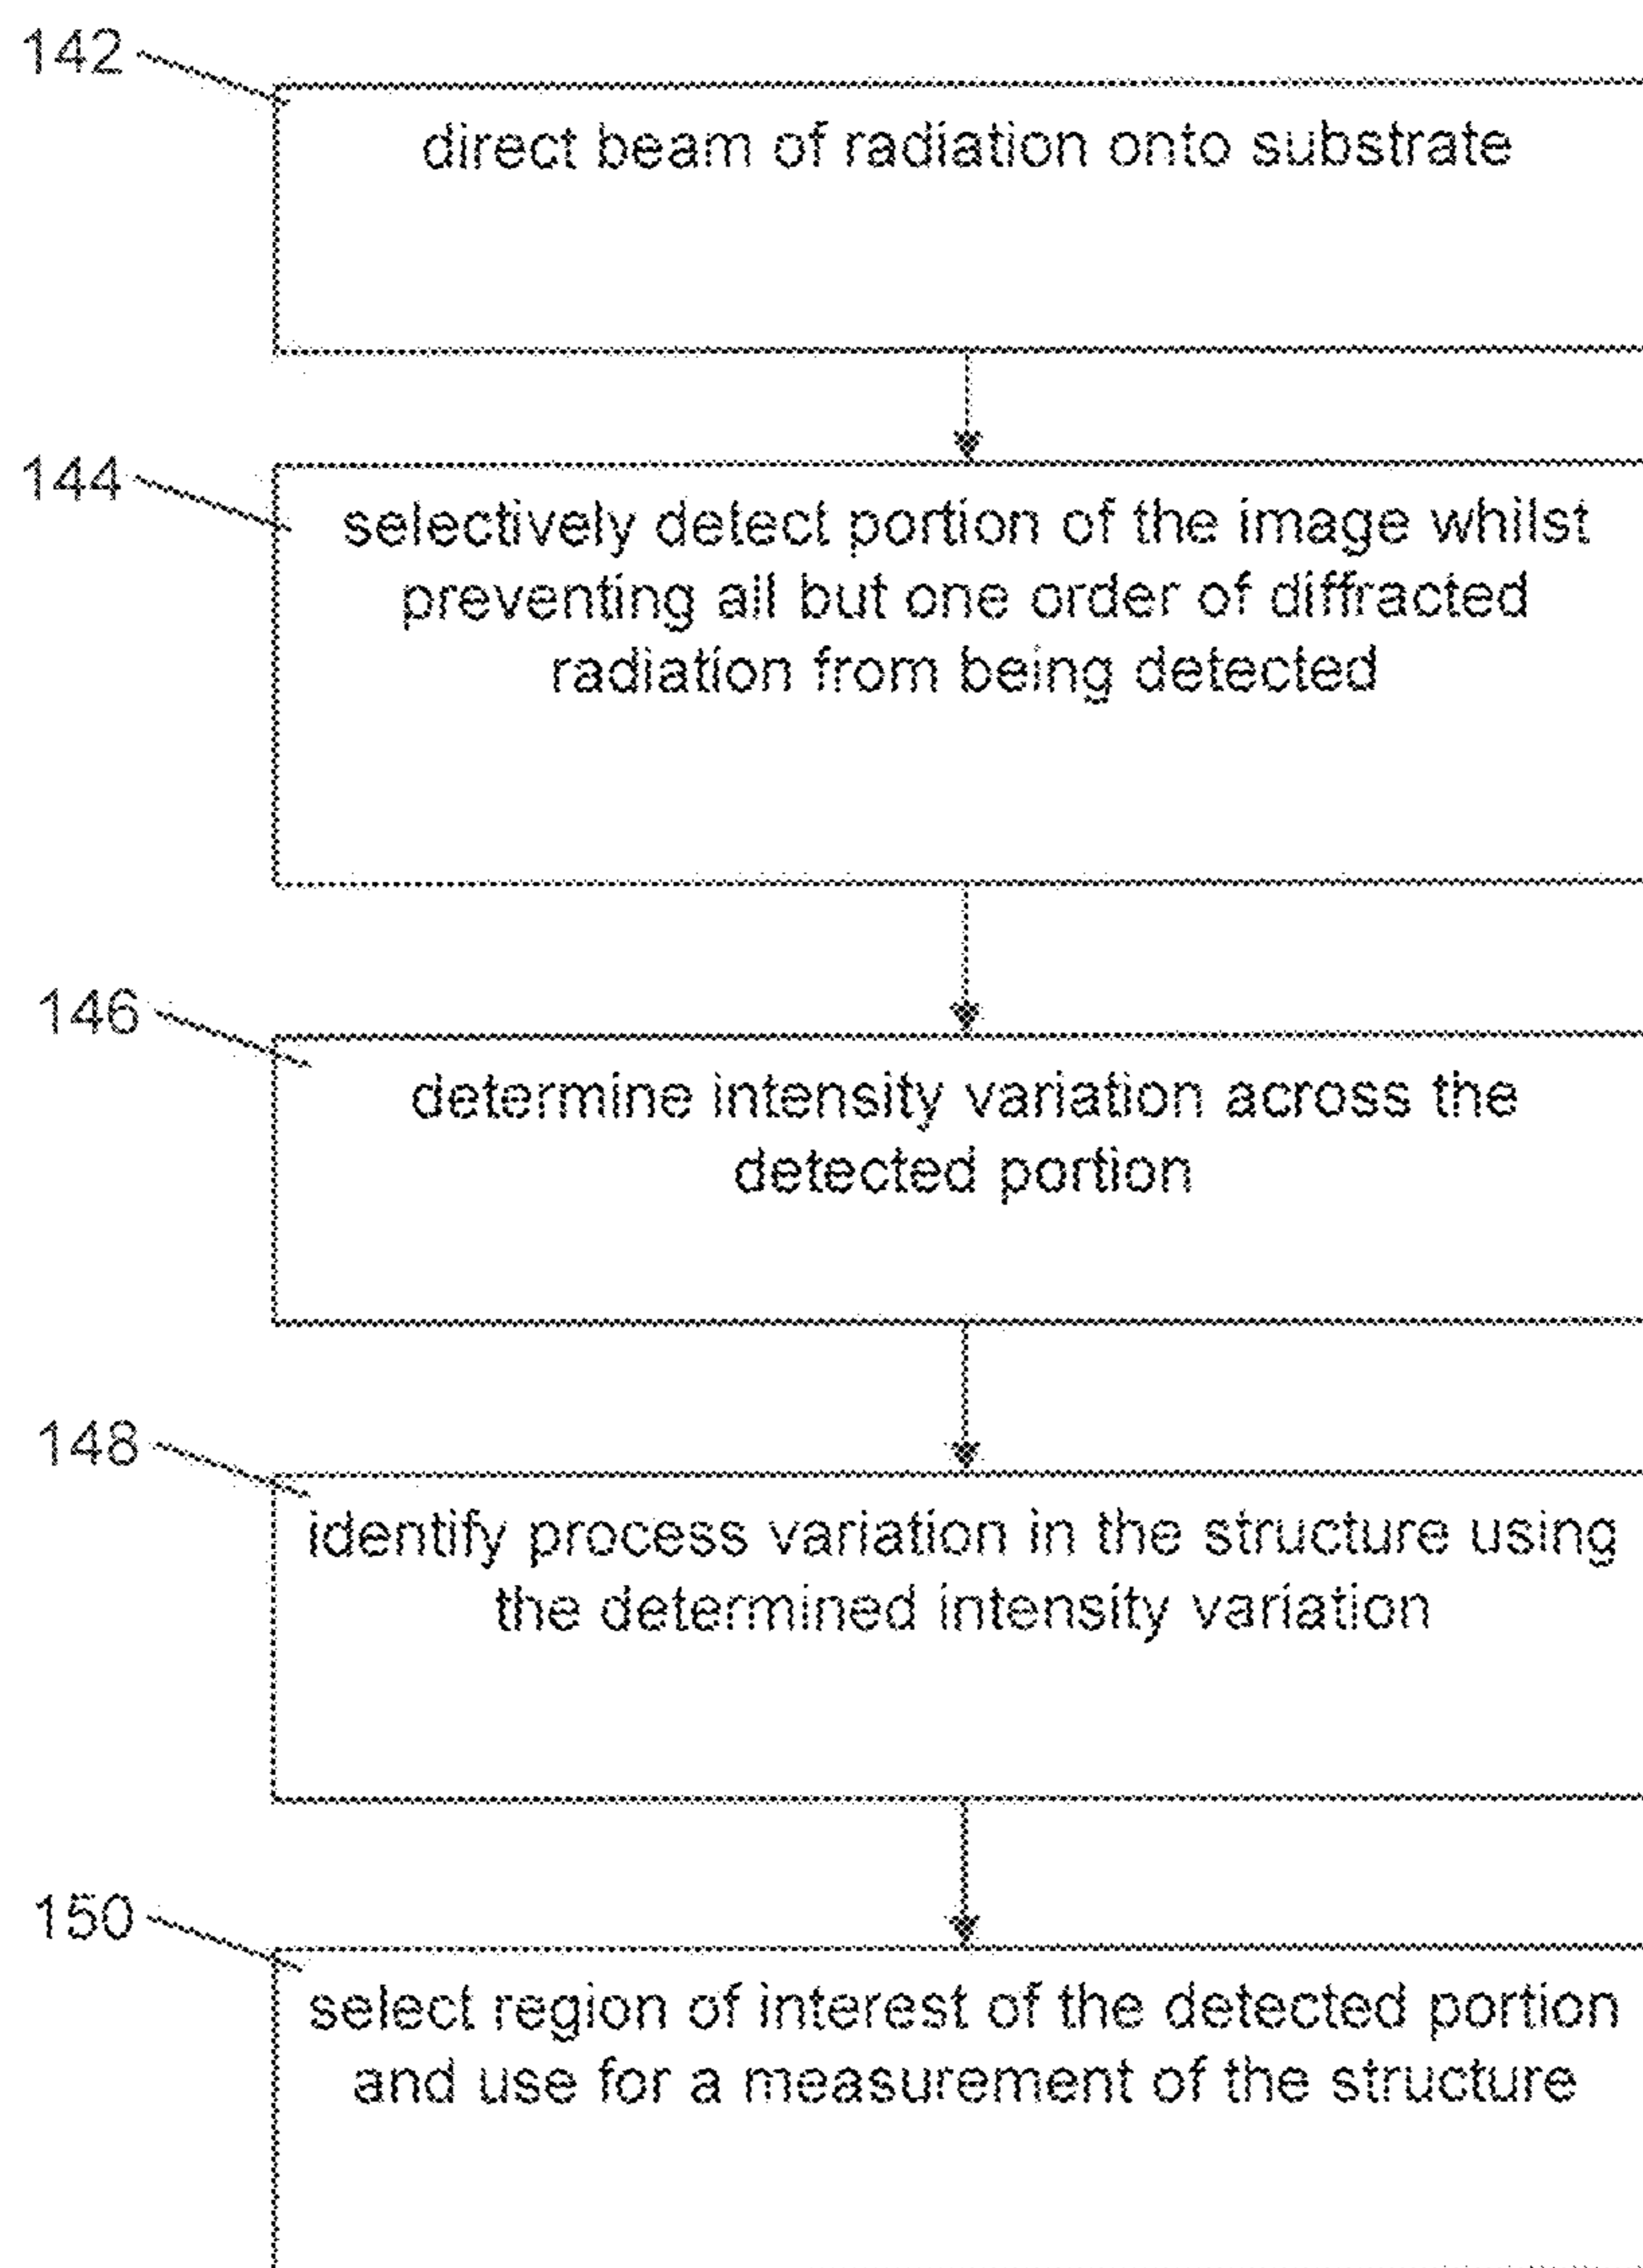 142
direct beam of radiation onto substrate
144
selectively detect portion of the image whilst
preventing all but one order of diffracted
radiation from being detected
146
determine intensity variation across the
detected portion
148
identify process variation in the structure using
the determined intensity variation
150
select region of interest of the detected portion
and use for a measurement of the structure